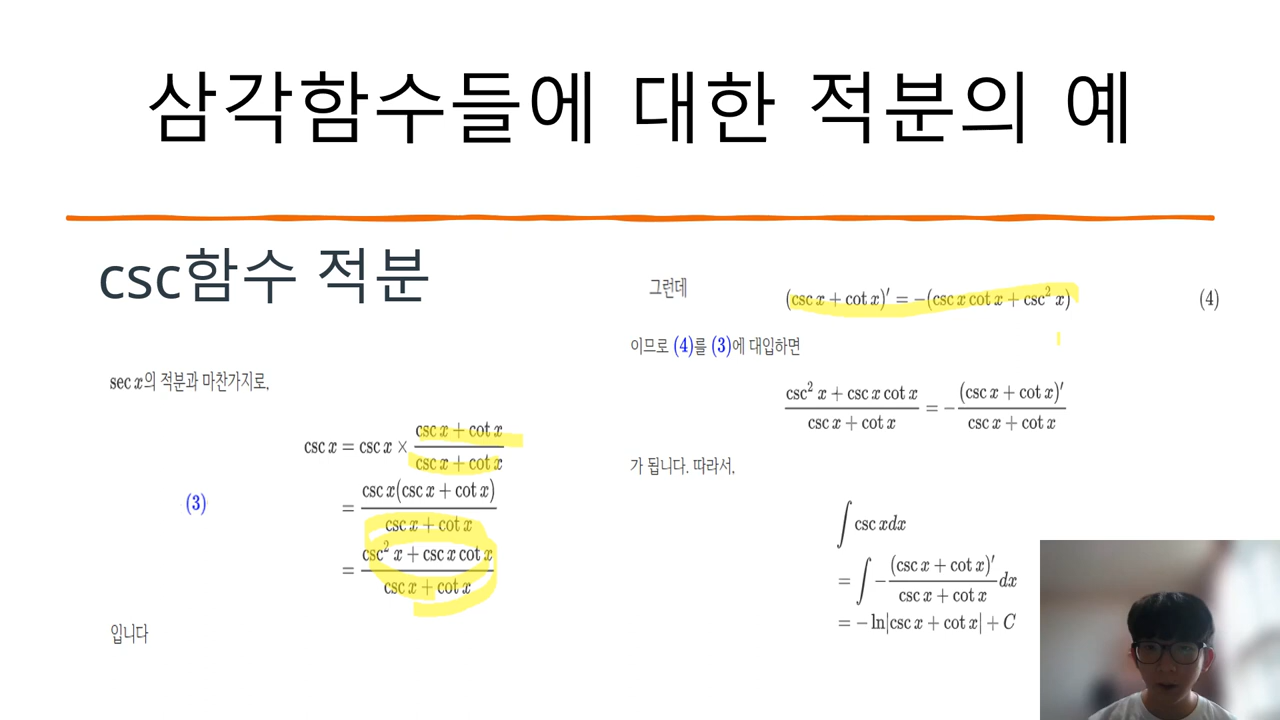 삼각함수들에 대한 적분의 예
csc함수 적분
sec x의 적분과 마찬가지로,
csc x = csc x × (csc x + cot x)/(csc x + cot x)
(3)
= csc x(csc x + cot x)/(csc x + cot x)
= (csc² x + csc x cot x)/(csc x + cot x)
입니다
그런데
(csc x + cot x)′ = −(csc x cot x + csc² x) (4)
이므로 (4)를 (3)에 대입하면
(csc² x + csc x cot x)/(csc x + cot x) = −(csc x + cot x)′/(csc x + cot x)
가 됩니다. 따라서,
∫ csc xdx
= ∫ −(csc x + cot x)′/(csc x + cot x) dx
= − ln|csc x + cot x| + C